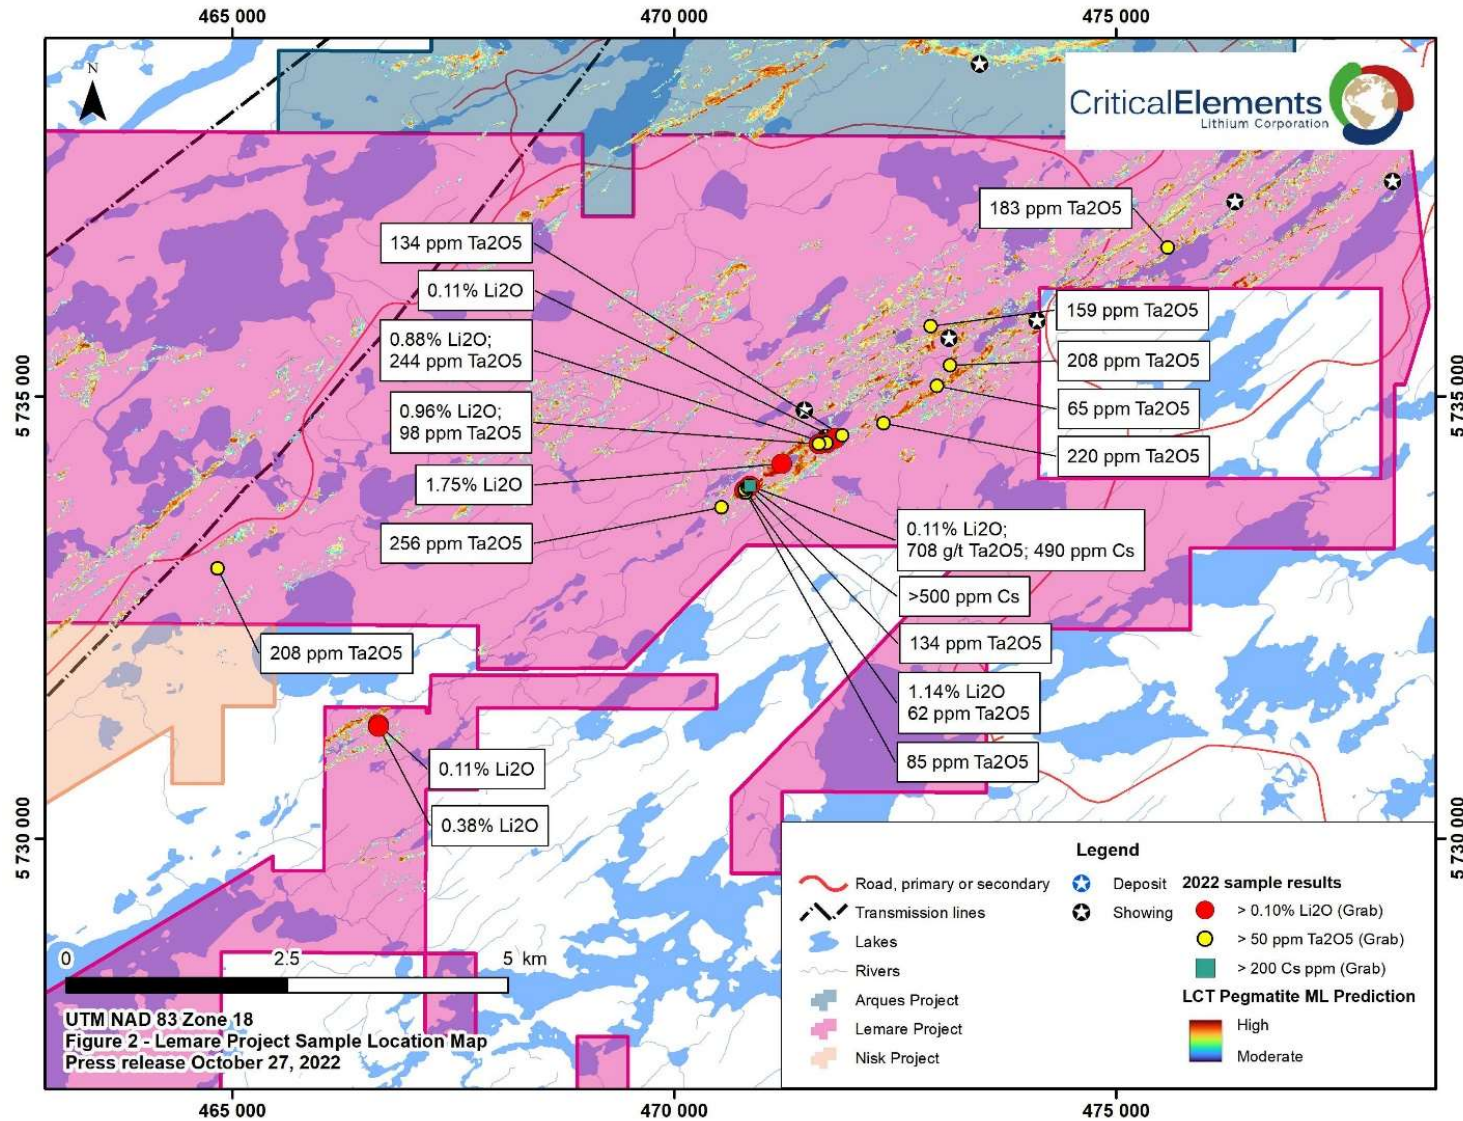 465 000
470 000
475 000
N
CriticalElements
Lithium Corporation
183 ppm Ta2O5
134 ppm Ta2O5
0.11% Li2O
159 ppm Ta2O5
0.88% Li2O;
244 ppm Ta2O5
208 ppm Ta2O5
5 735 000
5 735 000
0.96% Li2O;
98 ppm Ta2O5
65 ppm Ta2O5
220 ppm Ta2O5
1.75% Li2O
256 ppm Ta2O5
0.11% Li2O;
708 g/t Ta2O5; 490 ppm Cs
>500 ppm Cs
208 ppm Ta2O5
134 ppm Ta2O5
1.14% Li2O
62 ppm Ta2O5
85 ppm Ta2O5
0.11% Li2O
0.38% Li2O
5 730 000
5 730 000
Legend
Road, primary or secondary
Transmission lines
Lakes
Rivers
Arques Project
Lemare Project
Nisk Project
Deposit
Showing
2022 sample results
> 0.10% Li2O (Grab)
> 50 ppm Ta2O5 (Grab)
> 200 Cs ppm (Grab)
LCT Pegmatite ML Prediction
High
Moderate
0 2.5 5 km
UTM NAD 83 Zone 18
Figure 2 - Lemare Project Sample Location Map
Press release October 27, 2022
465 000
470 000
475 000